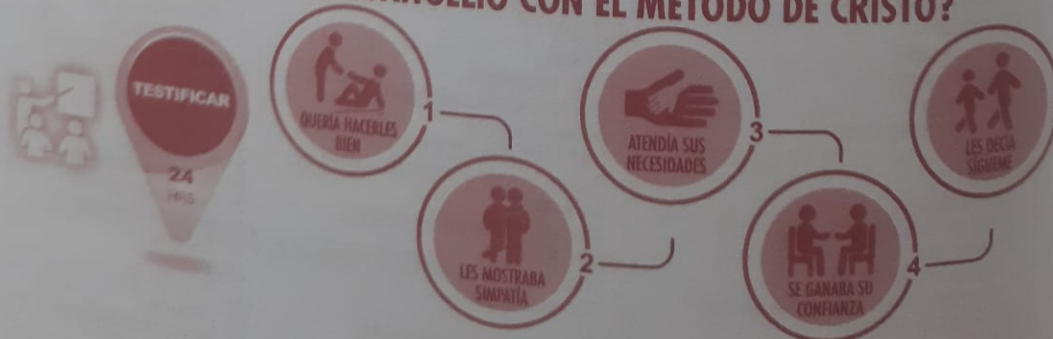 CON EL MÉTODO DE CRISTO?
TESTIFICAR
24
HRS
QUERÍA HACERLES
BIEN
1
LES MOSTRABA
SIMPATÍA
2
ATENDÍA SUS
NECESIDADES
3
SE GANABA SU
CONFIANZA
4
LES DECÍA
SÍGUEME